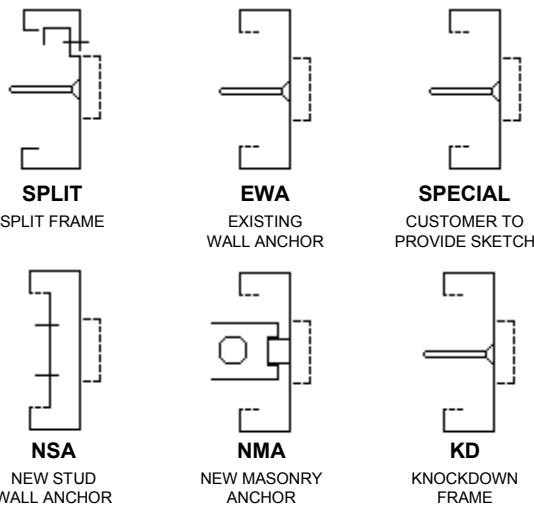 SPLIT
SPLIT FRAME
EWA
EXISTING
WALL ANCHOR
SPECIAL
CUSTOMER TO
PROVIDE SKETCH
NSA
NEW STUD
WALL ANCHOR
NMA
NEW MASONRY
ANCHOR
KD
KNOCKDOWN
FRAME